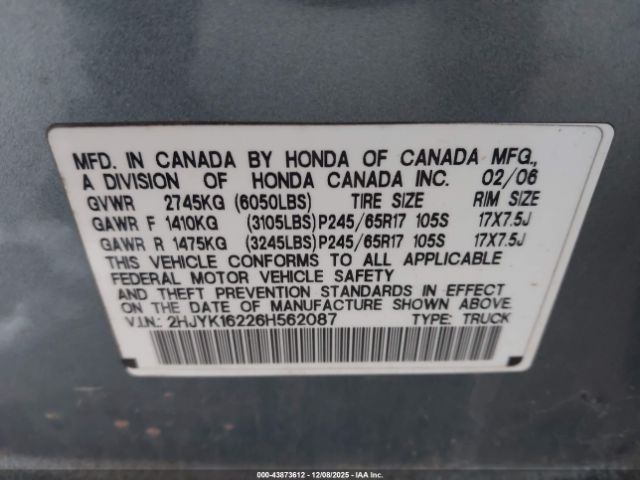 MFD. IN CANADA BY HONDA OF CANADA MFG.,
A DIVISION OF HONDA CANADA INC. 02/06
GVWR 2745KG (6050LBS) TIRE SIZE RIM SIZE
GAWR F 1410KG (3105LBS) P245/65R17 105S 17X7.5J
GAWR R 1475KG (3245LBS) P245/65R17 105S 17X7.5J
THIS VEHICLE CONFORMS TO ALL APPLICABLE
FEDERAL MOTOR VEHICLE SAFETY
AND THEFT PREVENTION STANDARDS IN EFFECT
ON THE DATE OF MANUFACTURE SHOWN ABOVE.
V.I.N.: 2HJYK16226H562087 TYPE: TRUCK
000-43873612 - 12/08/2025 - IAA Inc.